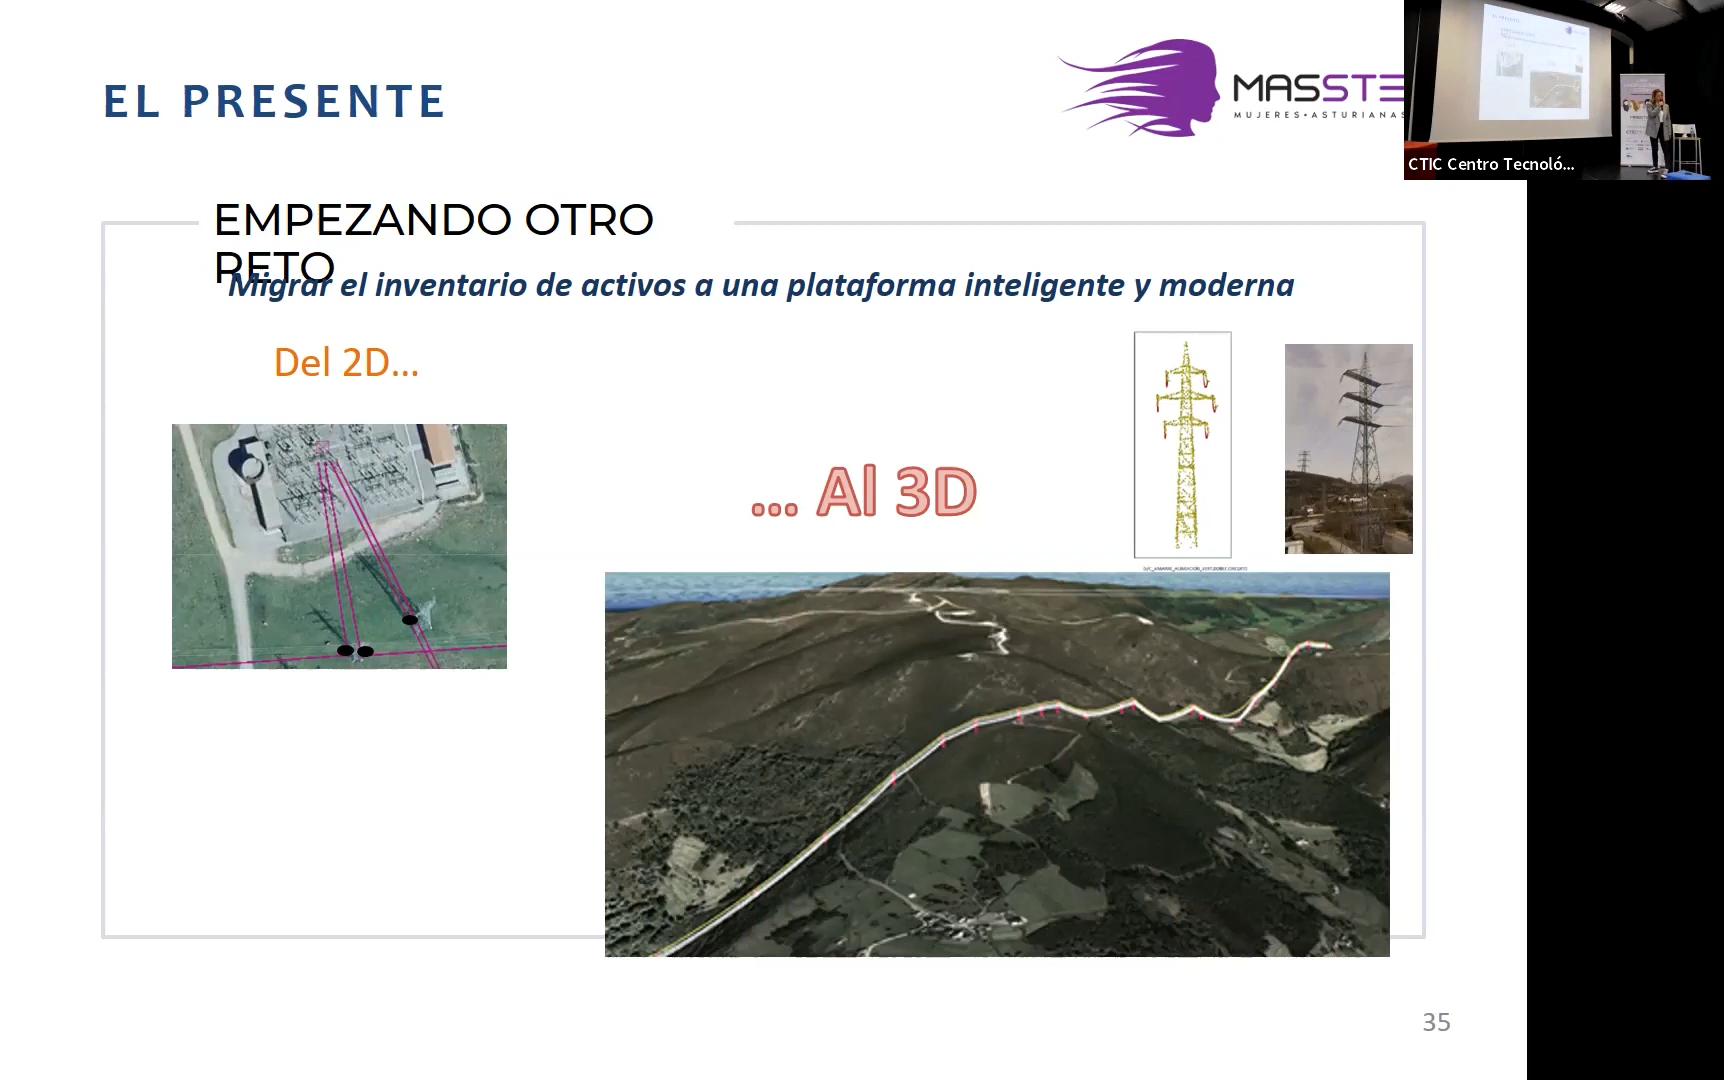 EL PRESENTE
MASSTE
MUJERES•ASTURIANAS
CTIC Centro Tecnoló...
EMPEZANDO OTRO
RETO
Migrar el inventario de activos a una plataforma inteligente y moderna
Del 2D...
... Al 3D
35